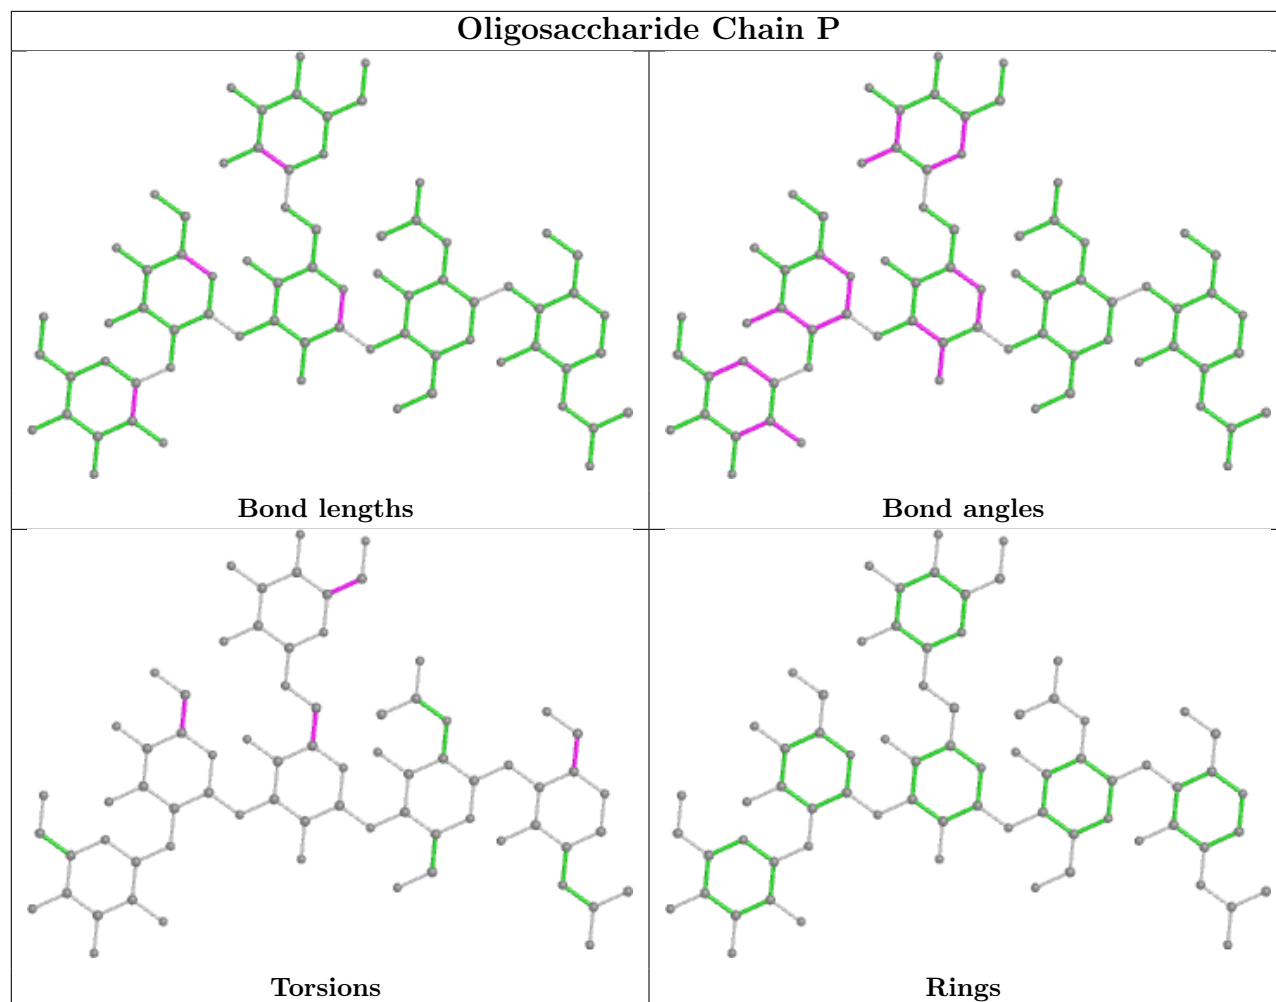 Oligosaccharide Chain P
Bond lengths
Bond angles
Torsions
Rings